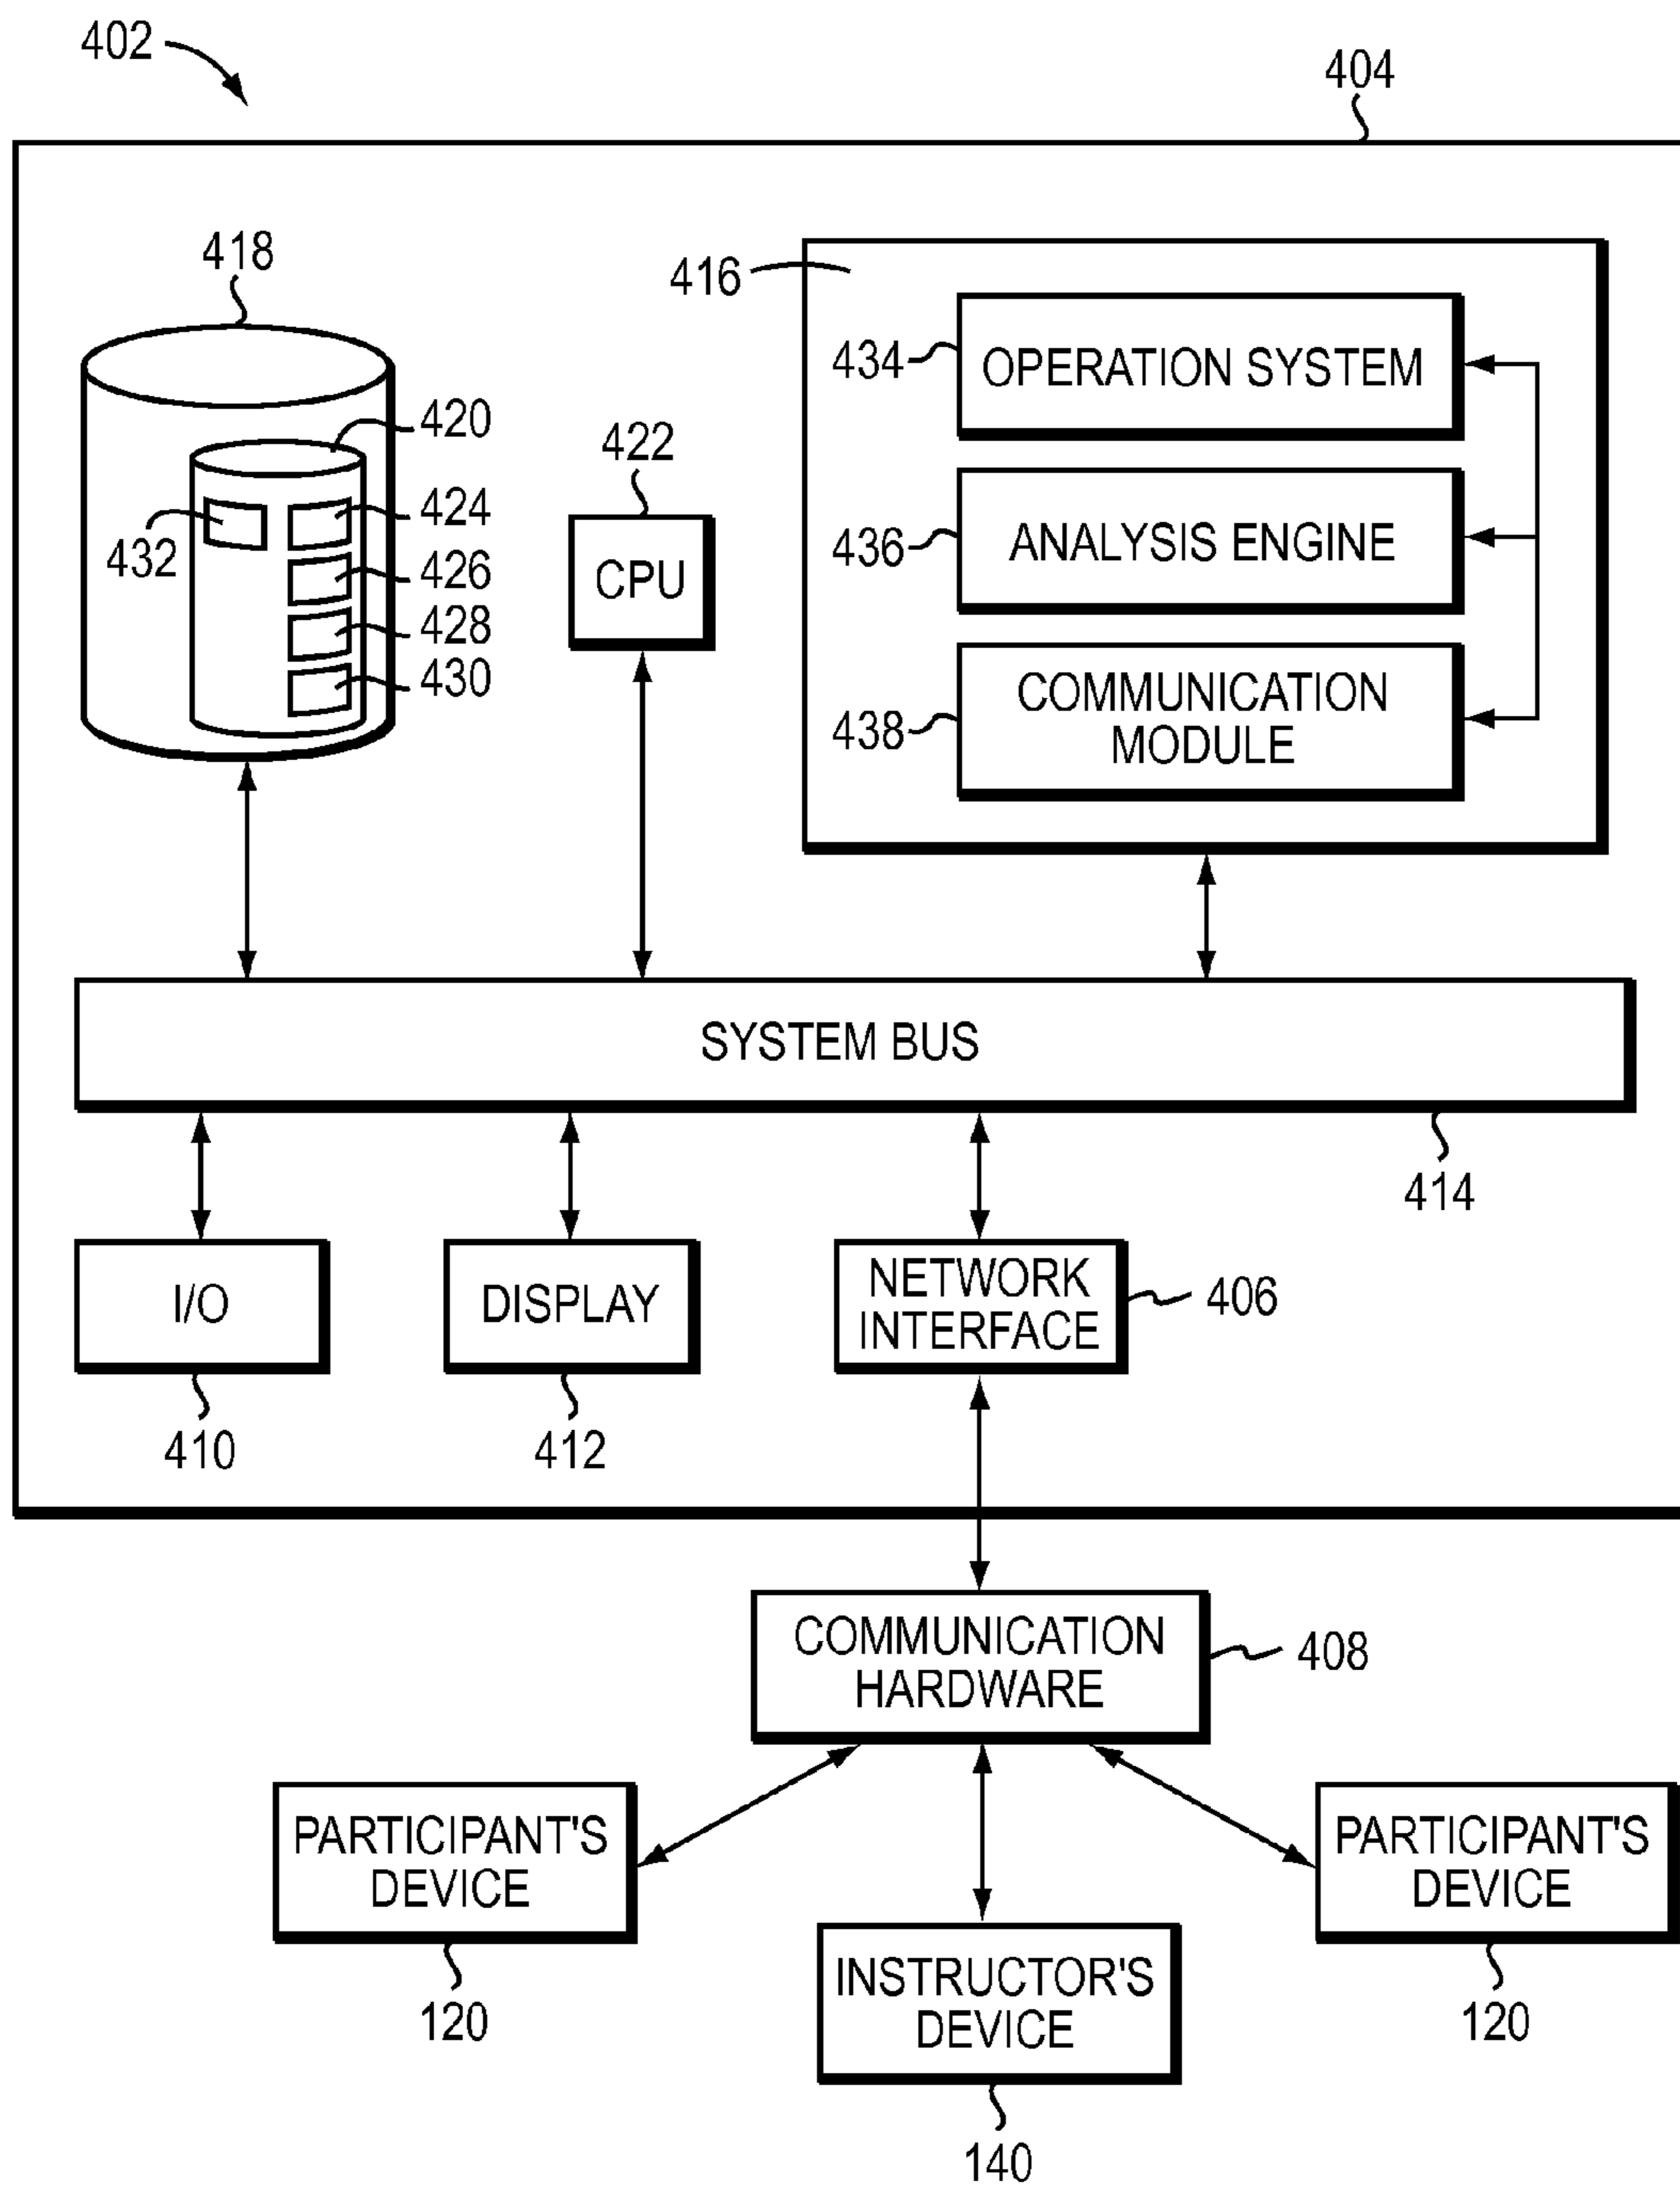 402
404
418
416
434
OPERATION SYSTEM
420
422
424
432
436
ANALYSIS ENGINE
CPU
426
428
430
438
COMMUNICATION
MODULE
SYSTEM BUS
414
I/O
DISPLAY
NETWORK
INTERFACE
406
410
412
COMMUNICATION
HARDWARE
408
PARTICIPANT'S
DEVICE
PARTICIPANT'S
DEVICE
INSTRUCTOR'S
DEVICE
120
120
140